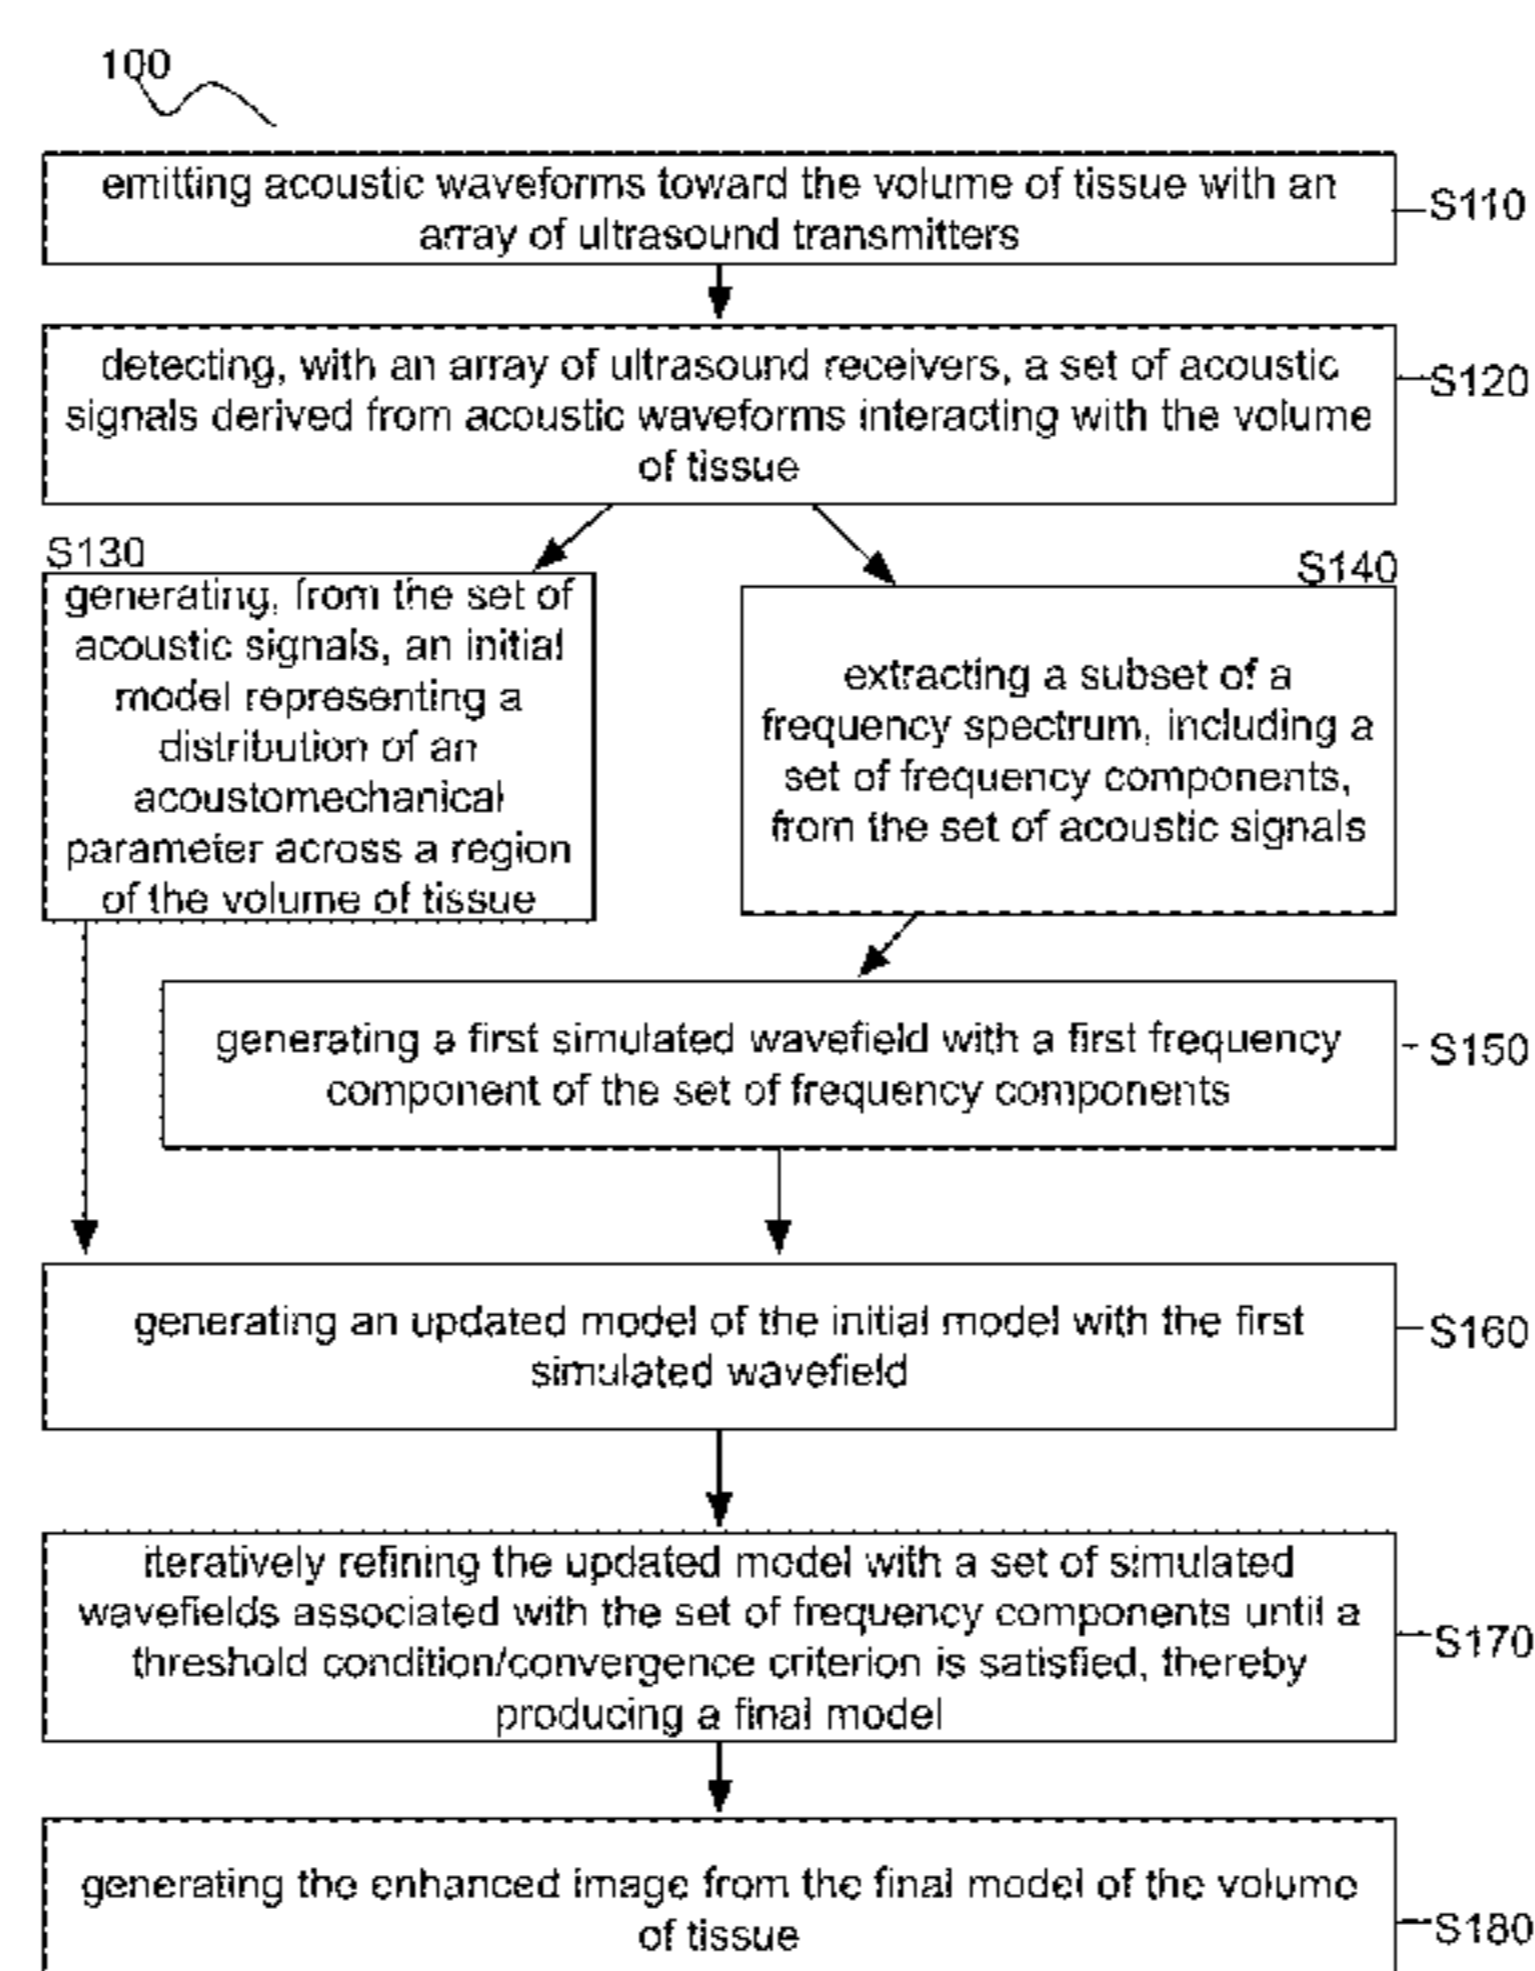 100
emitting acoustic waveforms toward the volume of tissue with an
array of ultrasound transmitters
S110
detecting, with an array of ultrasound receivers, a set of acoustic
signals derived from acoustic waveforms interacting with the volume
of tissue
S120
S130
generating, from the set of
acoustic signals, an initial
model representing a
distribution of an
acoustomechanical
parameter across a region
of the volume of tissue
S140
extracting a subset of a
frequency spectrum, including a
set of frequency components,
from the set of acoustic signals
generating a first simulated wavefield with a first frequency
component of the set of frequency components
S150
generating an updated model of the initial model with the first
simulated wavefield
S160
iteratively refining the updated model with a set of simulated
wavefields associated with the set of frequency components until a
threshold condition/convergence criterion is satisfied, thereby
producing a final model
S170
generating the enhanced image from the final model of the volume
of tissue
S180